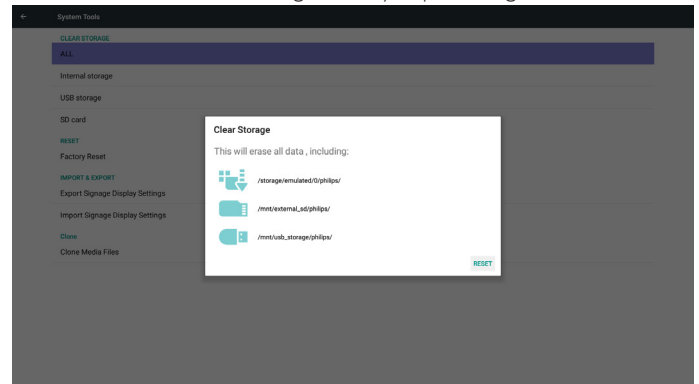 System Tools
CLEAR STORAGE
ALL
Internal storage
USB storage
SD card
RESET
Factory Reset
IMPORT & EXPORT
Export Signage Display Settings
Import Signage Display Settings
Clone
Clone Media Files
Clear Storage
This will erase all data , including:
/storage/emulated/0/philips/
/mnt/external_sd/philips/
/mnt/usb_storage/philips/
RESET